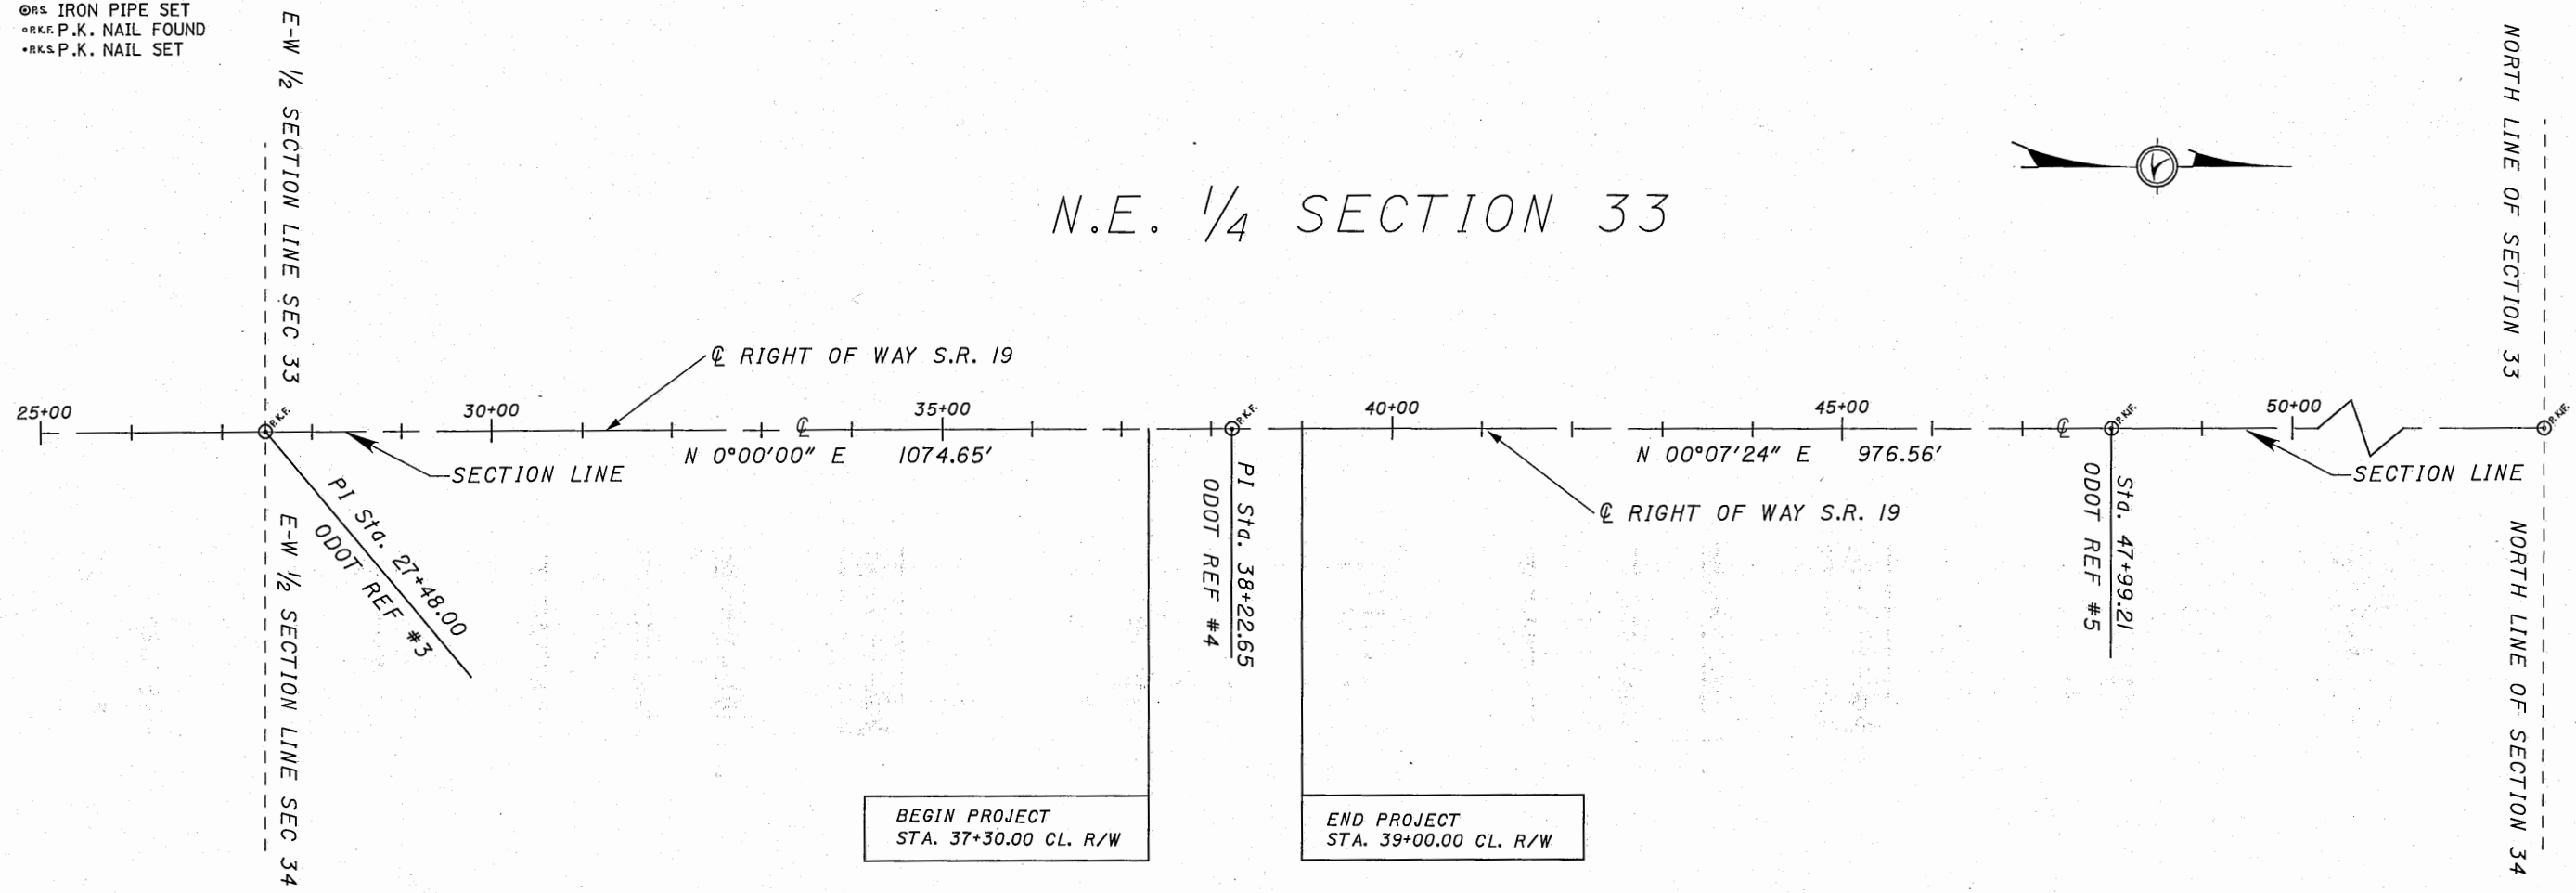 I.P.S. IRON PIPE SET
P.K.F. P.K. NAIL FOUND
P.K.S. P.K. NAIL SET
E-W 1/2 SECTION LINE SEC 33
NORTH LINE OF SECTION 33
N.E. 1/4 SECTION 33
℄ RIGHT OF WAY S.R. 19
25+00
P.K.F.
30+00
35+00
P.K.F.
40+00
45+00
P.K.F.
50+00
P.K.F.
℄
℄
N 0°00'00" E 1074.65'
N 00°07'24" E 976.56'
SECTION LINE
SECTION LINE
℄ RIGHT OF WAY S.R. 19
PI Sta. 27+48.00
ODOT REF #3
PI Sta. 38+22.65
ODOT REF #4
Sta. 47+99.21
ODOT REF #5
E-W 1/2 SECTION LINE SEC 34
NORTH LINE OF SECTION 34
BEGIN PROJECT
STA. 37+30.00 CL. R/W
END PROJECT
STA. 39+00.00 CL. R/W